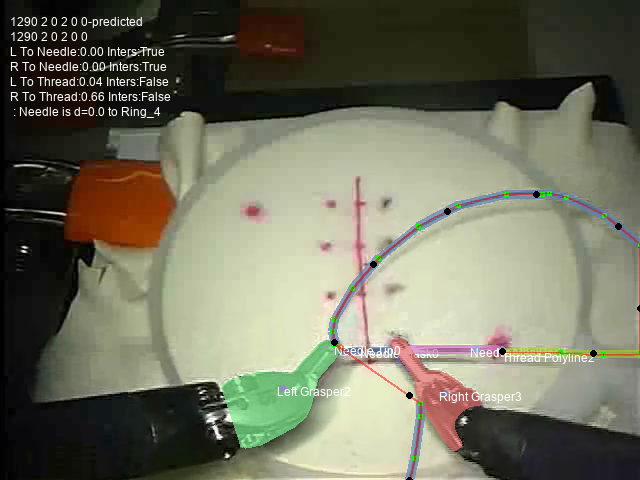 1290 2 0 2 0 0-predicted
1290 2 0 2 0 0
L To Needle:0.00 Inters:True
R To Needle:0.00 Inters:True
L To Thread:0.04 Inters:False
R To Thread:0.66 Inters:False
: Needle is d=0.0 to Ring_4
Needle Tip0
Thread Polyline2
Left Grasper2
Right Grasper3